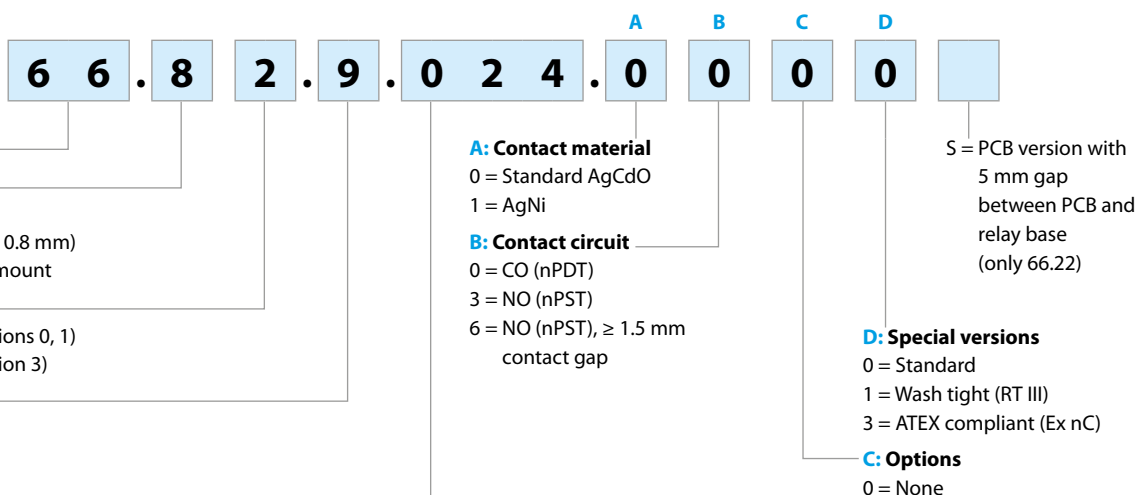 A B C D
6 6 . 8 2 . 9 . 0 2 4 . 0 0 0 0
A: Contact material
0 = Standard AgCdO
1 = AgNi
B: Contact circuit
0 = CO (nPDT)
3 = NO (nPST)
6 = NO (nPST), ≥ 1.5 mm
contact gap
S = PCB version with
5 mm gap
between PCB and
relay base
(only 66.22)
0.8 mm)
ions 0, 1)
ion 3)
D: Special versions
0 = Standard
1 = Wash tight (RT III)
3 = ATEX compliant (Ex nC)
C: Options
0 = None